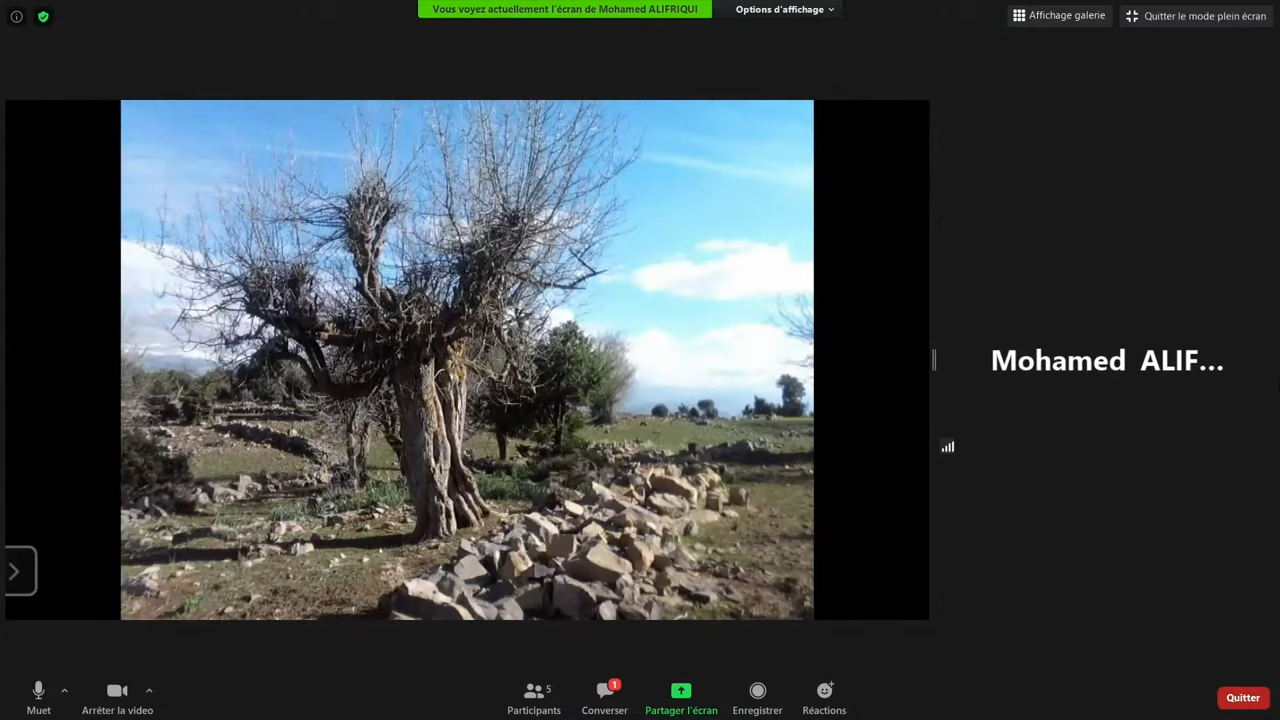 Vous voyez actuellement l'écran de Mohamed ALIFRIQUI
Options d'affichage
Affichage galerie
Quitter le mode plein écran
Mohamed ALIF...
Muet
Arrêter la video
5
Participants
1
Converser
Partager l'écran
Enregistrer
Réactions
Quitter